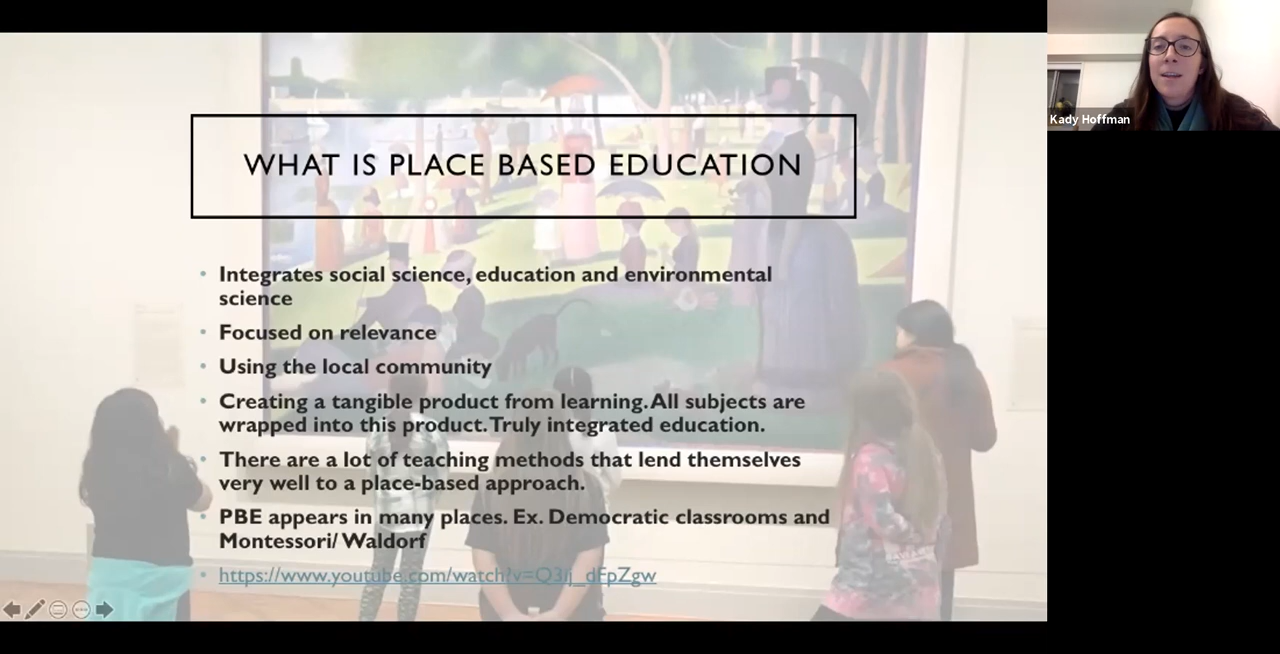 WHAT IS PLACE BASED EDUCATION
Integrates social science, education and environmental
science
Focused on relevance
Using the local community
Creating a tangible product from learning. All subjects are
wrapped into this product. Truly integrated education.
There are a lot of teaching methods that lend themselves
very well to a place-based approach.
PBE appears in many places. Ex. Democratic classrooms and
Montessori/ Waldorf
https://www.youtube.com/watch?v=Q3ij_dFpZgw
Kady Hoffman